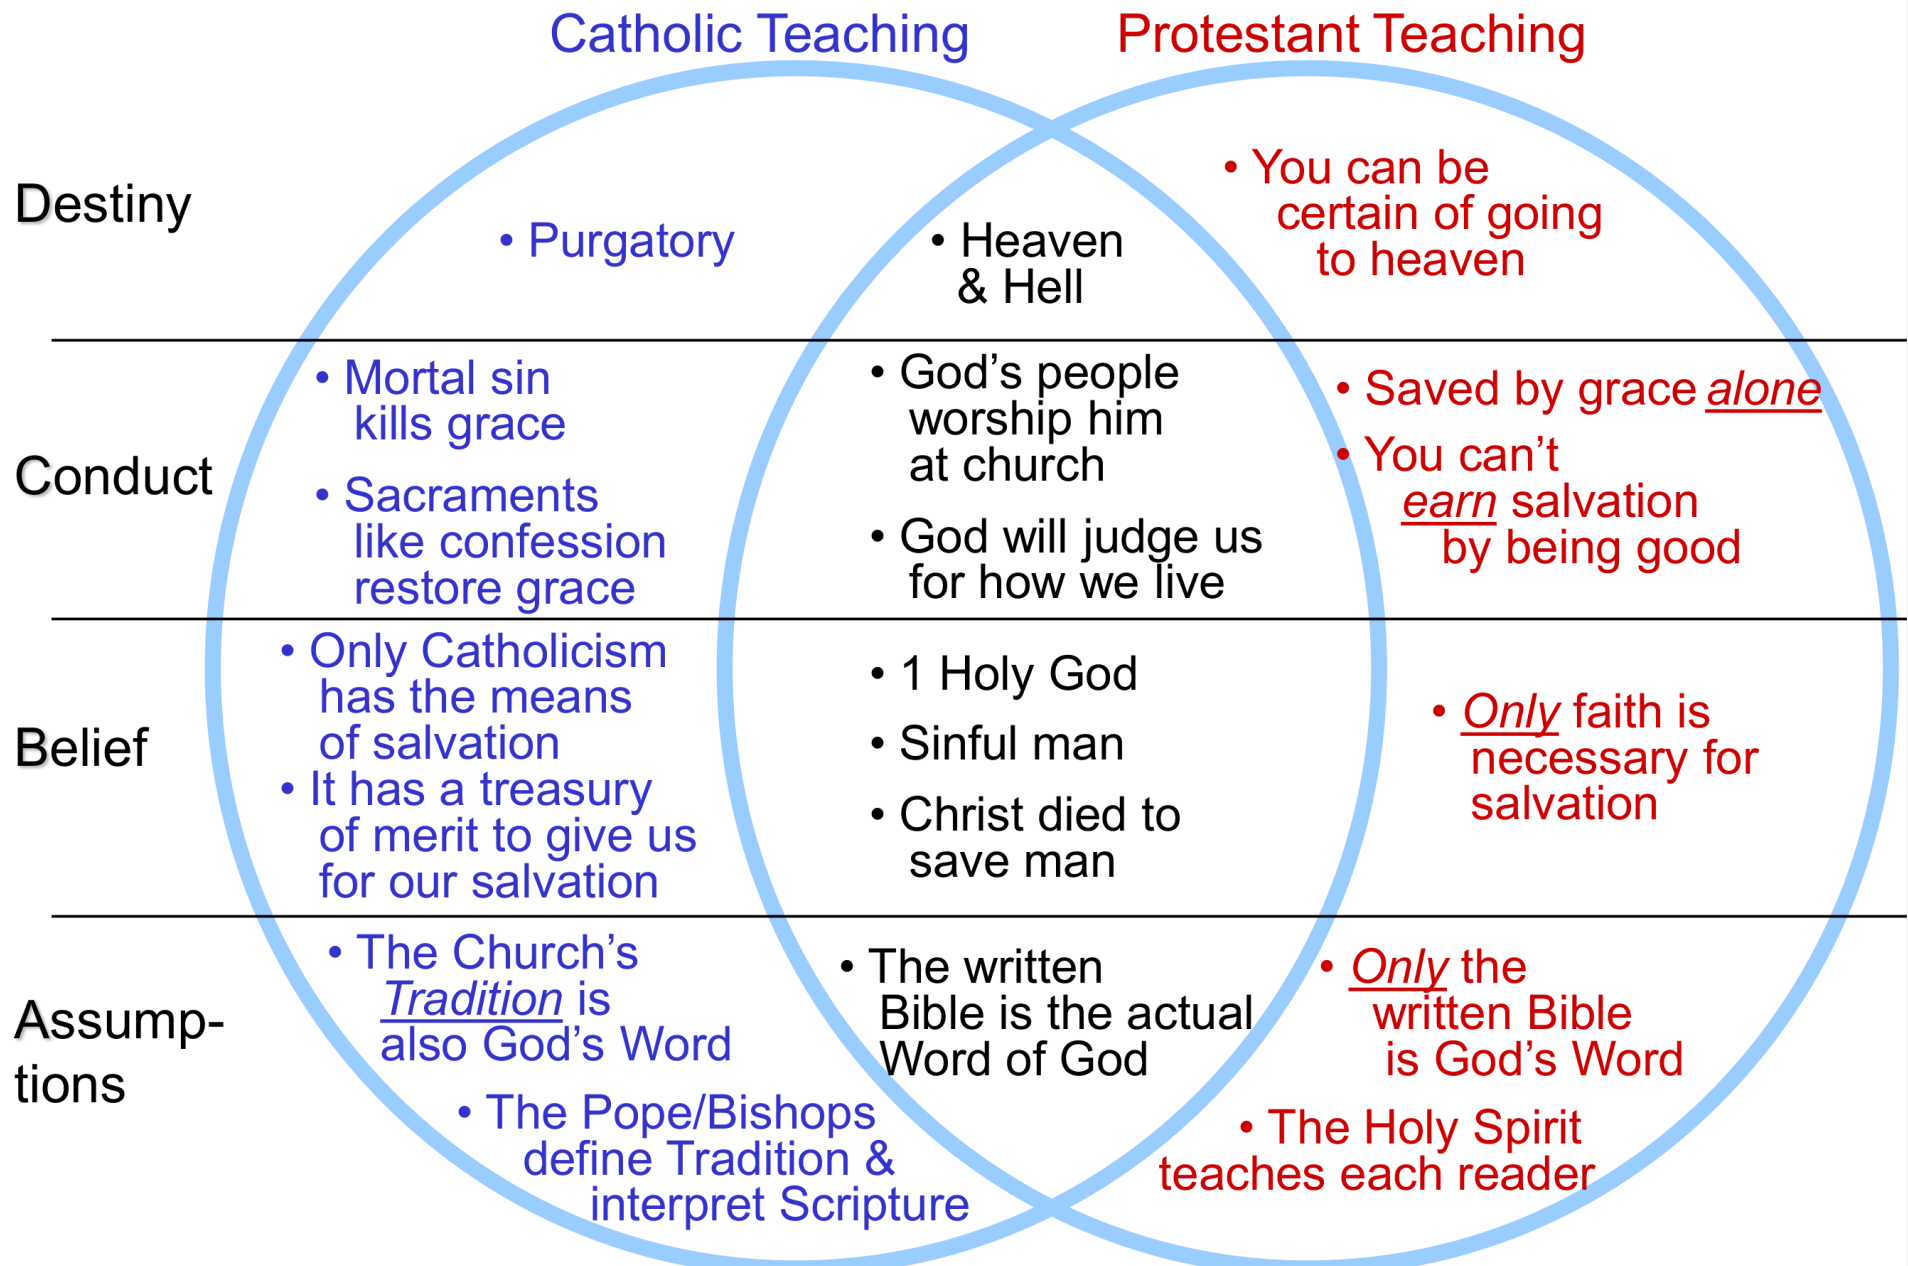 Catholic Teaching
Protestant Teaching
Destiny
• Purgatory
• Heaven
& Hell
• You can be
certain of going
to heaven
Conduct
• Mortal sin
kills grace
• Sacraments
like confession
restore grace
• God’s people
worship him
at church
• God will judge us
for how we live
• Saved by grace alone
• You can’t
earn salvation
by being good
Belief
• Only Catholicism
has the means
of salvation
• It has a treasury
of merit to give us
for our salvation
• 1 Holy God
• Sinful man
• Christ died to
save man
• Only faith is
necessary for
salvation
Assump-
tions
• The Church’s
Tradition is
also God’s Word
• The Pope/Bishops
define Tradition &
interpret Scripture
• The written
Bible is the actual
Word of God
• Only the
written Bible
is God’s Word
• The Holy Spirit
teaches each reader